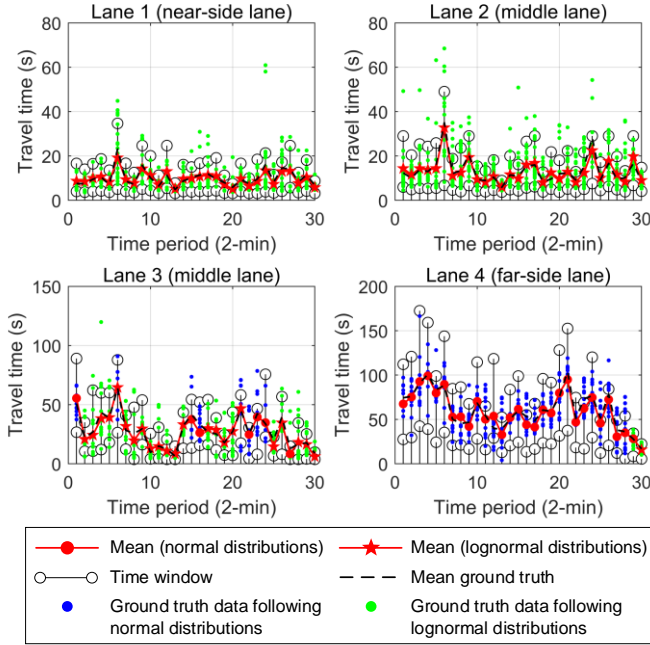 Lane 1 (near-side lane)
Travel time (s)
80
60
40
20
0
0 10 20 30
Time period (2-min)
Lane 2 (middle lane)
Travel time (s)
80
60
40
20
0
0 10 20 30
Time period (2-min)
Lane 3 (middle lane)
Travel time (s)
150
100
50
0
0 10 20 30
Time period (2-min)
Lane 4 (far-side lane)
Travel time (s)
200
150
100
50
0
0 10 20 30
Time period (2-min)
Mean (normal distributions)
Mean (lognormal distributions)
Time window
Mean ground truth
Ground truth data following
normal distributions
Ground truth data following
lognormal distributions